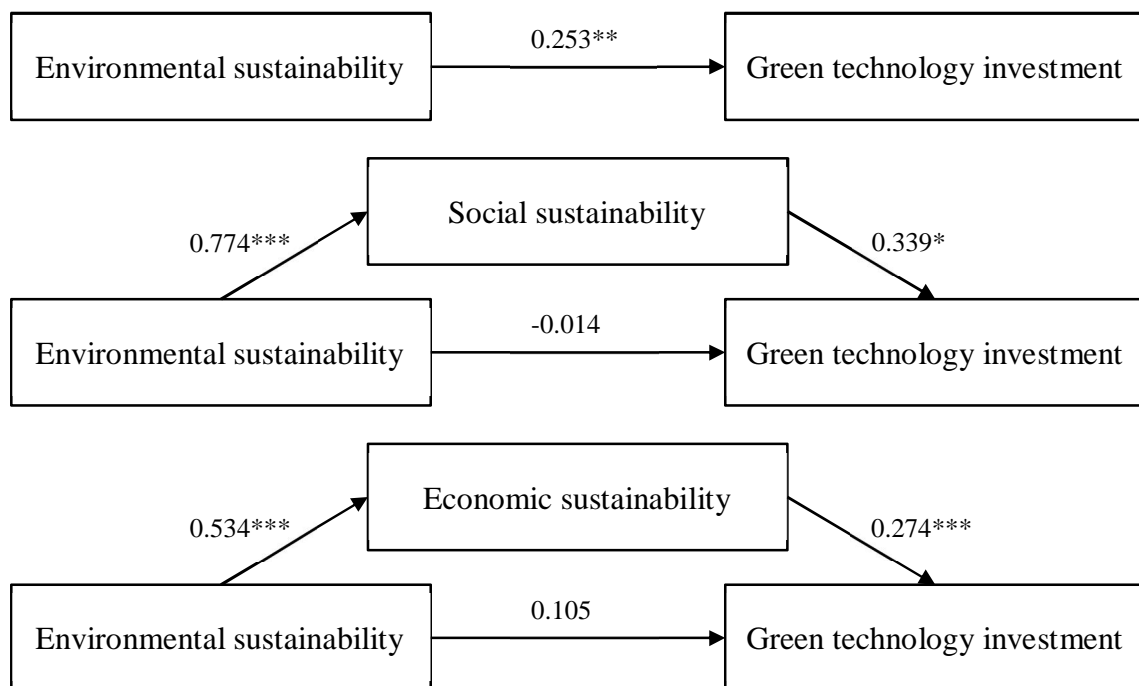 0.253**
Environmental sustainability
Green technology investment
Social sustainability
0.774***
0.339*
-0.014
Environmental sustainability
Green technology investment
Economic sustainability
0.534***
0.274***
0.105
Environmental sustainability
Green technology investment